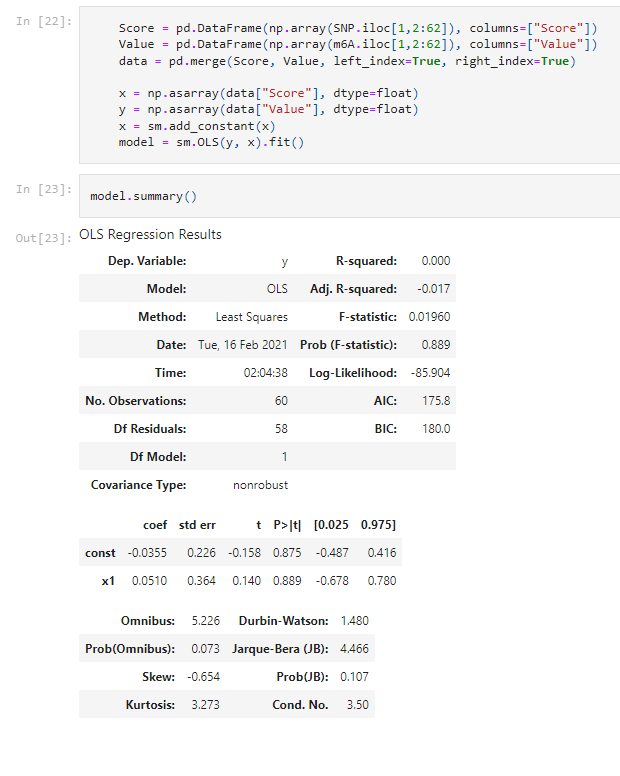 In [22]:
Score = pd.DataFrame(np.array(SNP.iloc[1,2:62]), columns=["Score"])
Value = pd.DataFrame(np.array(m6A.iloc[1,2:62]), columns=["Value"])
data = pd.merge(Score, Value, left_index=True, right_index=True)
x = np.asarray(data["Score"], dtype=float)
y = np.asarray(data["Value"], dtype=float)
x = sm.add_constant(x)
model = sm.OLS(y, x).fit()
In [23]:
model.summary()
Out[23]:
OLS Regression Results
Dep. Variable: y R-squared: 0.000
Model: OLS Adj. R-squared: -0.017
Method: Least Squares F-statistic: 0.01960
Date: Tue, 16 Feb 2021 Prob (F-statistic): 0.889
Time: 02:04:38 Log-Likelihood: -85.904
No. Observations: 60 AIC: 175.8
Df Residuals: 58 BIC: 180.0
Df Model: 1
Covariance Type: nonrobust
coef std err t P>|t| [0.025 0.975]
const -0.0355 0.226 -0.158 0.875 -0.487 0.416
x1 0.0510 0.364 0.140 0.889 -0.678 0.780
Omnibus: 5.226 Durbin-Watson: 1.480
Prob(Omnibus): 0.073 Jarque-Bera (JB): 4.466
Skew: -0.654 Prob(JB): 0.107
Kurtosis: 3.273 Cond. No. 3.50